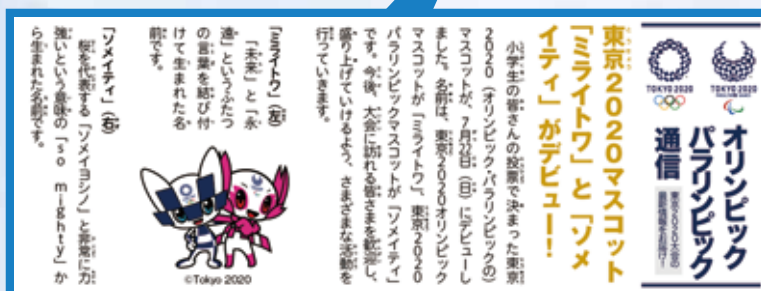 TOKYO 2020
TOKYO 2020
オリンピック
パラリンピック
通信
東京2020大会の
最新情報をお届け!
東京2020マスコット
「ミライトワ」と「ソメ
イティ」がデビュー!
小学生の皆さんの投票で決まった東京
2020(オリンピック・パラリンピックの)
マスコットが、7月22日(日)にデビューし
ました。名前は、東京2020オリンピック
マスコットが「ミライトワ」、東京2020
パラリンピックマスコットが「ソメイティ」
です。今後、大会に訪れる皆さまを歓迎し、
盛り上げていけるよう、さまざまな活動を
行っていきます。
「ミライトワ」(左)
「未来」と「永
遠」というふたつ
の言葉を結び付
けて生まれた名
前です。
「ソメイティ」(右)
桜を代表する「ソメイヨシノ」と非常に力
強いという意味の「so mighty」か
ら生まれた名前です。
©Tokyo 2020